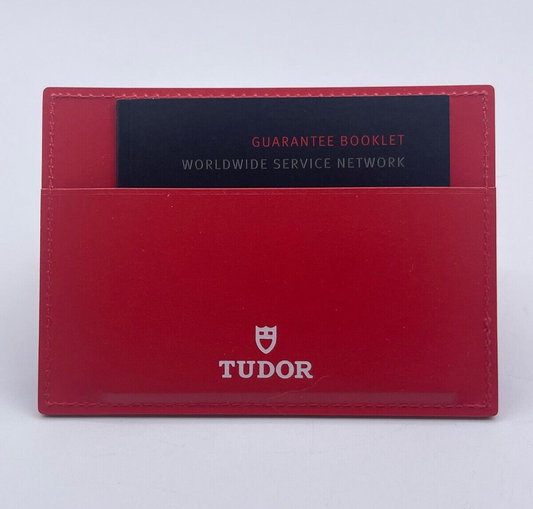 GUARANTEE BOOKLET
WORLDWIDE SERVICE NETWORK
TUDOR